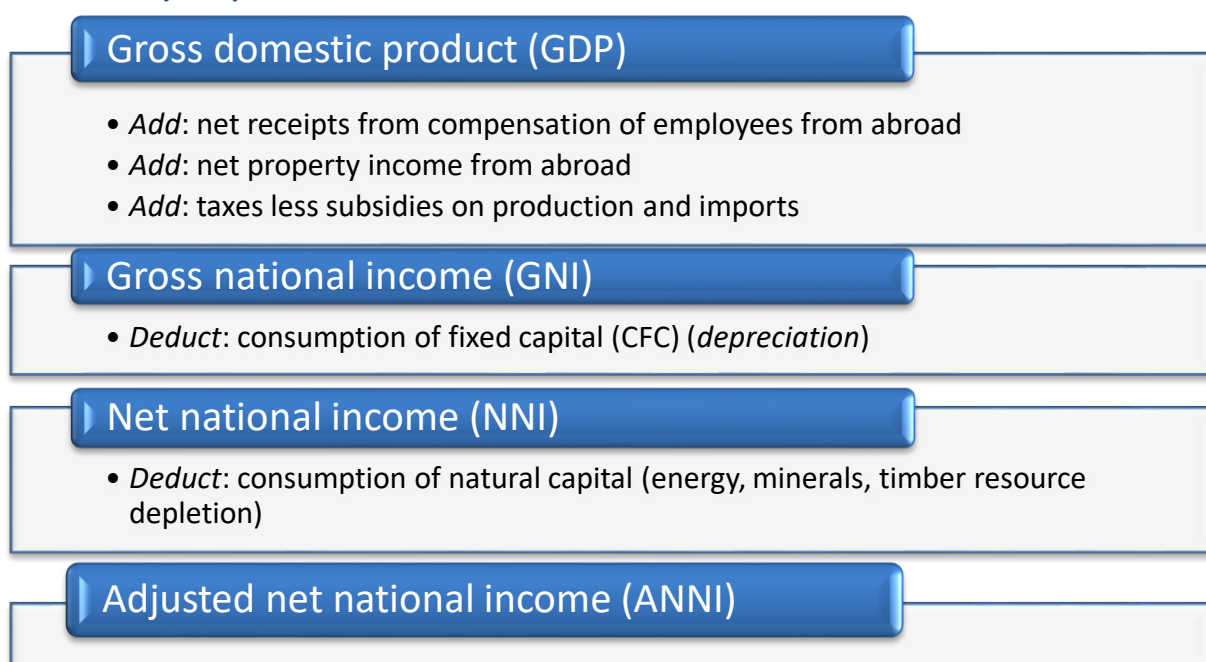 Gross domestic product (GDP)
• Add: net receipts from compensation of employees from abroad
• Add: net property income from abroad
• Add: taxes less subsidies on production and imports
Gross national income (GNI)
• Deduct: consumption of fixed capital (CFC) (depreciation)
Net national income (NNI)
• Deduct: consumption of natural capital (energy, minerals, timber resource
depletion)
Adjusted net national income (ANNI)